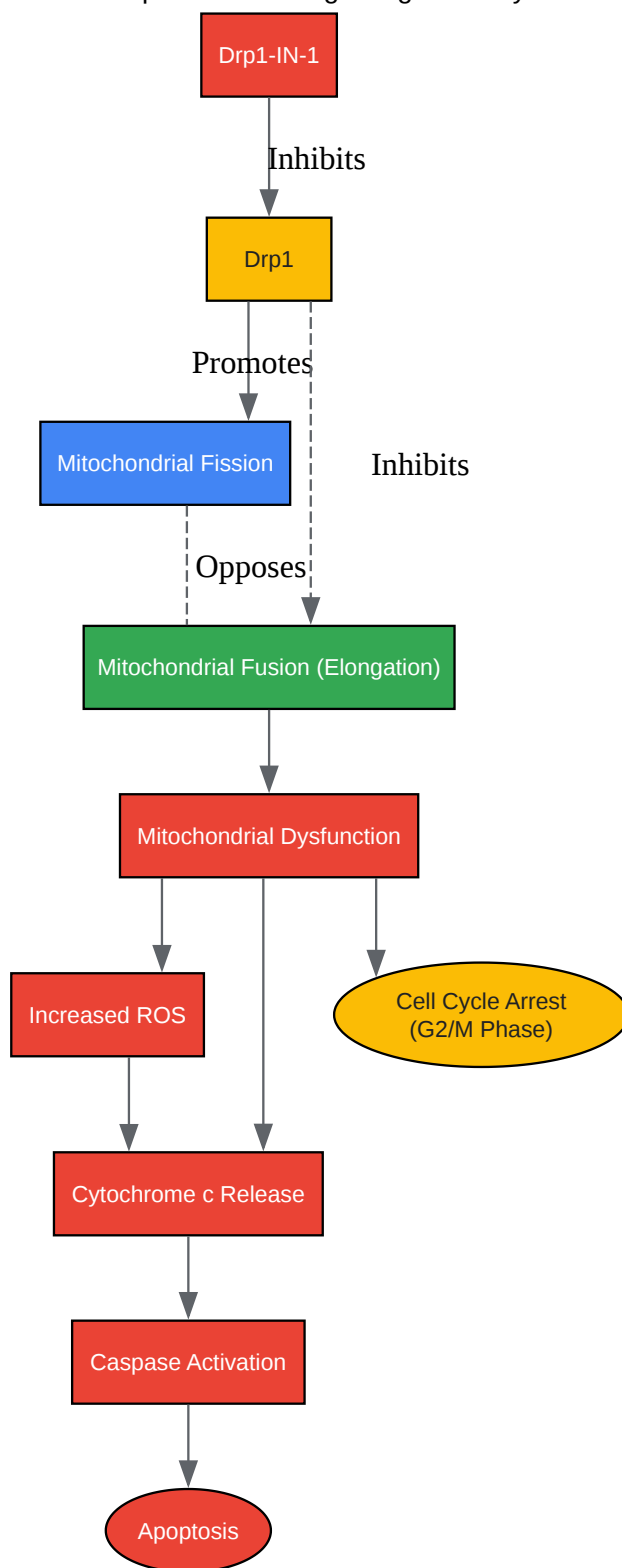 Drp1-IN-1
Inhibits
Drp1
Promotes
Mitochondrial Fission
Inhibits
Opposes
Mitochondrial Fusion (Elongation)
Mitochondrial Dysfunction
Increased ROS
Cell Cycle Arrest
(G2/M Phase)
Cytochrome c Release
Caspase Activation
Apoptosis